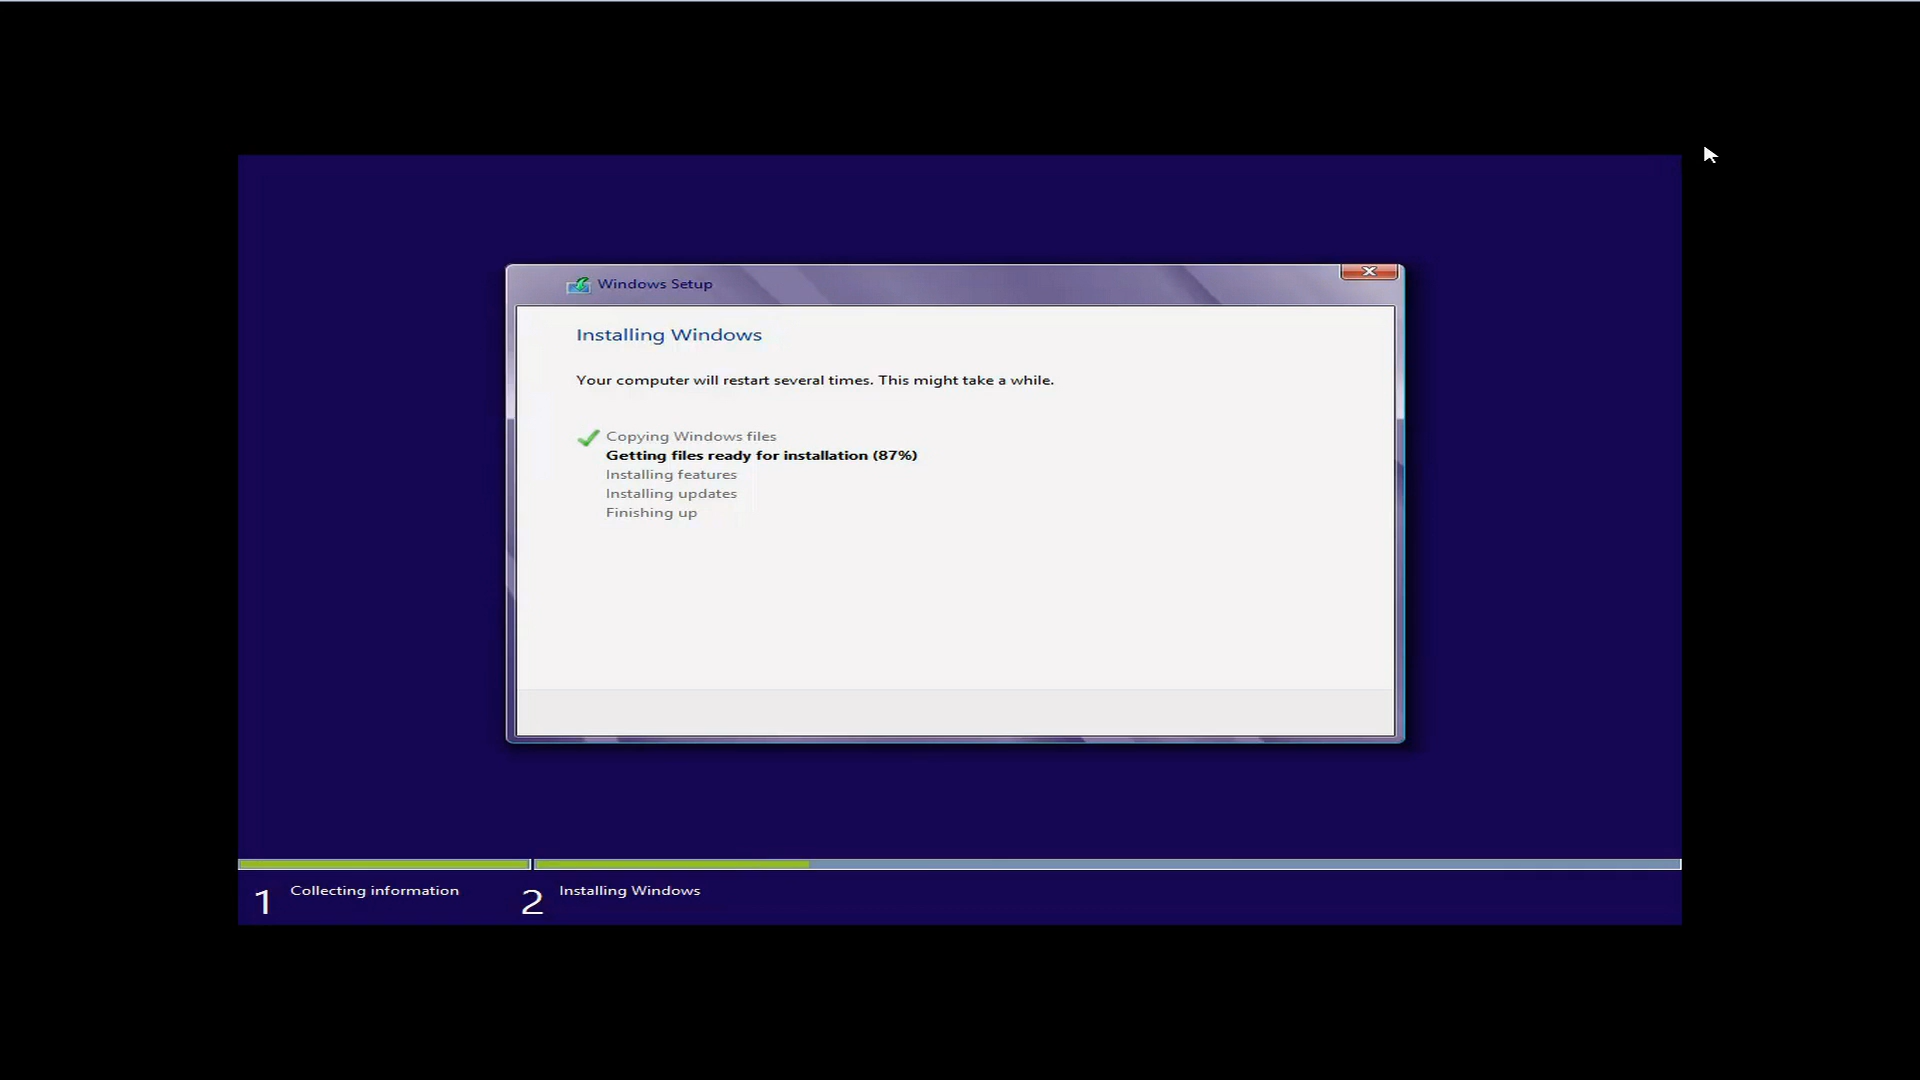 Windows Setup
Installing Windows
Your computer will restart several times. This might take a while.
Copying Windows files
Getting files ready for installation (87%)
Installing features
Installing updates
Finishing up
1 Collecting information
2 Installing Windows